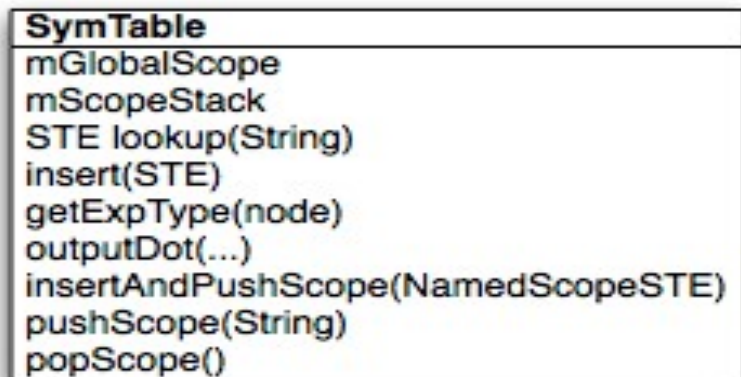 SymTable
mGlobalScope
mScopeStack
STE lookup(String)
insert(STE)
getExpType(node)
outputDot(...)
insertAndPushScope(NamedScopeSTE)
pushScope(String)
popScope()